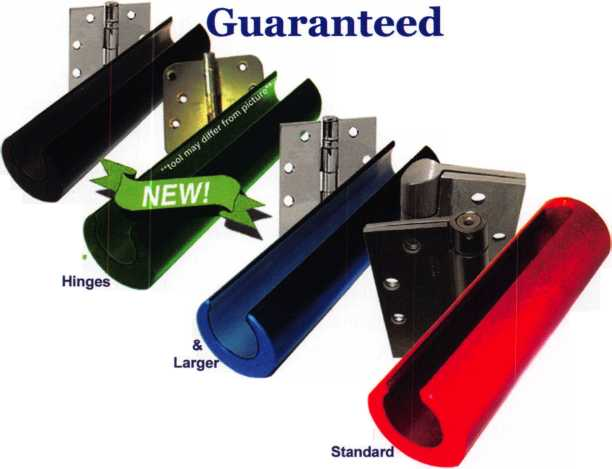 Guaranteed
**tool may differ from picture**
NEW!
Hinges
&
Larger
Standard